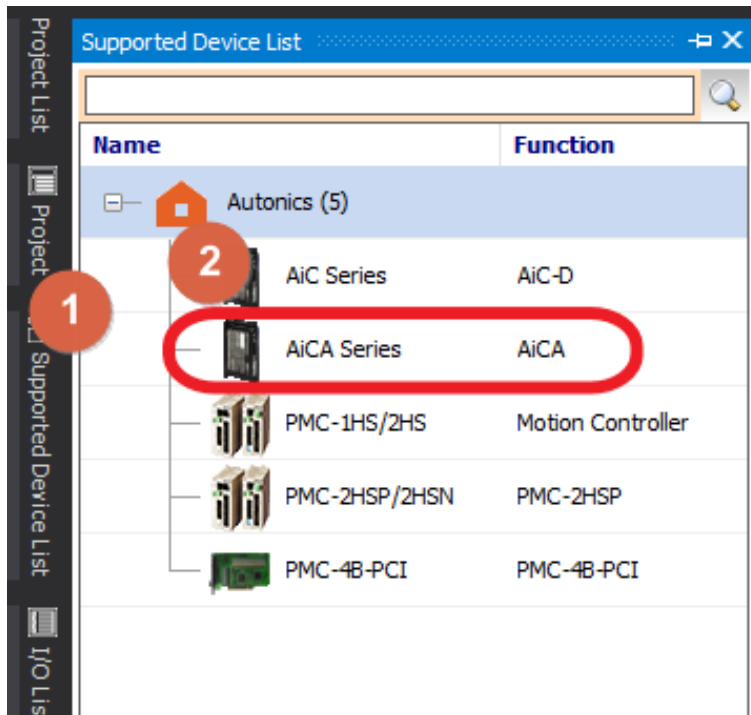 Project List
Project
Supported Device List
I/O Lis
Supported Device List
Name Function
Autonics (5)
1
2
AiC Series AiC-D
AiCA Series AiCA
PMC-1HS/2HS Motion Controller
PMC-2HSP/2HSN PMC-2HSP
PMC-4B-PCI PMC-4B-PCI